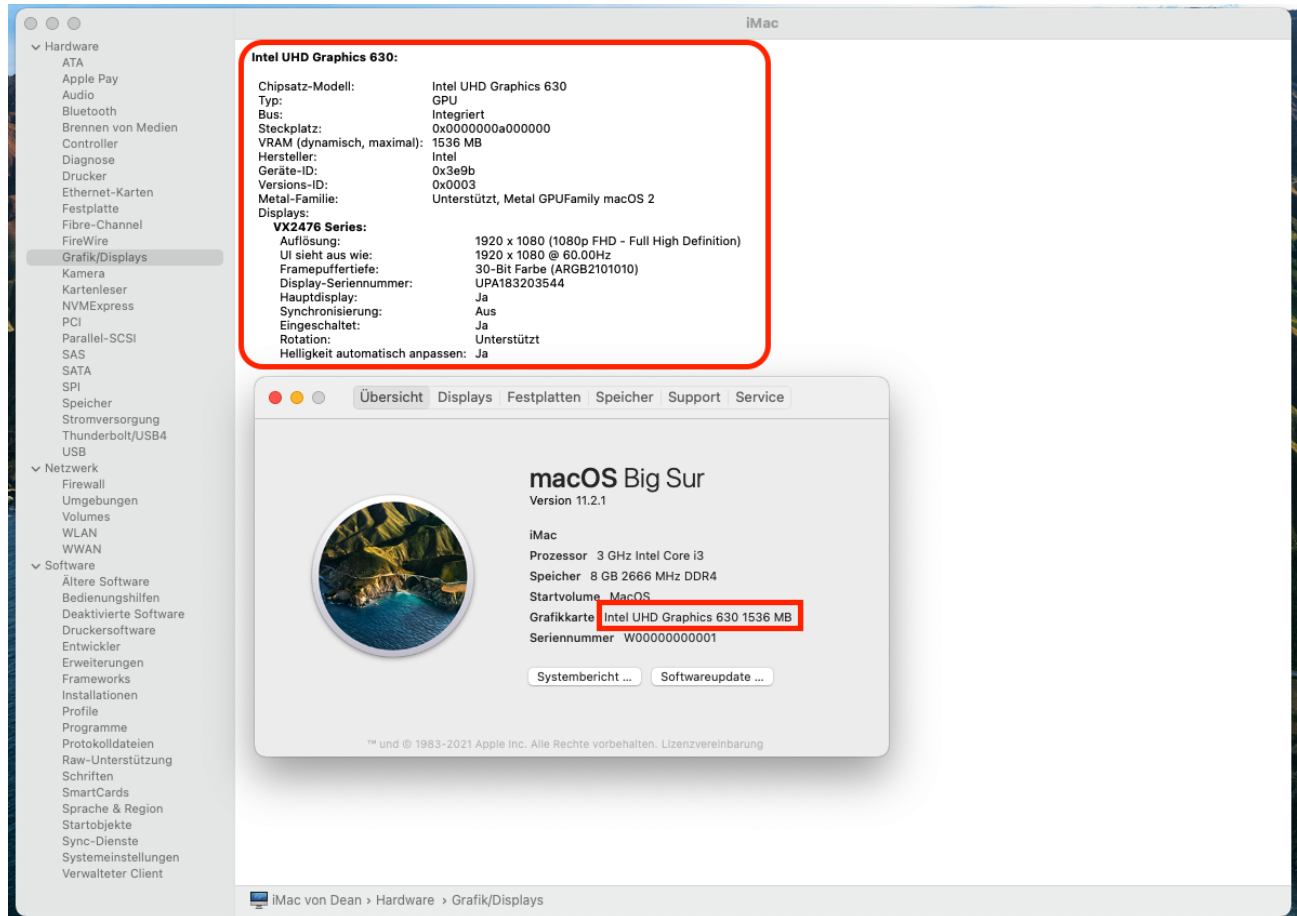 iMac
Hardware
ATA
Apple Pay
Audio
Bluetooth
Brennen von Medien
Controller
Diagnose
Drucker
Ethernet-Karten
Festplatte
Fibre-Channel
FireWire
Grafik/Displays
Kamera
Kartenleser
NVMExpress
PCI
Parallel-SCSI
SAS
SATA
SPI
Speicher
Stromversorgung
Thunderbolt/USB4
USB
Netzwerk
Firewall
Umgebungen
Volumes
WLAN
WWAN
Software
Ältere Software
Bedienungshilfen
Deaktivierte Software
Druckersoftware
Entwickler
Erweiterungen
Frameworks
Installationen
Profile
Programme
Protokolldateien
Raw-Unterstützung
Schriften
SmartCards
Sprache & Region
Startobjekte
Sync-Dienste
Systemeinstellungen
Verwalteter Client
Intel UHD Graphics 630:
Chipsatz-Modell: Intel UHD Graphics 630
Typ: GPU
Bus: Integriert
Steckplatz: 0x0000000a000000
VRAM (dynamisch, maximal): 1536 MB
Hersteller: Intel
Geräte-ID: 0x3e9b
Versions-ID: 0x0003
Metal-Familie: Unterstützt, Metal GPUFamily macOS 2
Displays:
VX2476 Series:
Auflösung: 1920 x 1080 (1080p FHD - Full High Definition)
UI sieht aus wie: 1920 x 1080 @ 60.00Hz
Framepuffertiefe: 30-Bit Farbe (ARGB2101010)
Display-Seriennummer: UPA183203544
Hauptdisplay: Ja
Synchronisierung: Aus
Eingeschaltet: Ja
Rotation: Unterstützt
Helligkeit automatisch anpassen: Ja
Übersicht Displays Festplatten Speicher Support Service
macOS Big Sur
Version 11.2.1
iMac
Prozessor 3 GHz Intel Core i3
Speicher 8 GB 2666 MHz DDR4
Startvolume MacOS
Grafikkarte Intel UHD Graphics 630 1536 MB
Seriennummer W00000000001
Systembericht ... Softwareupdate ...
™ und © 1983-2021 Apple Inc. Alle Rechte vorbehalten. Lizenzvereinbarung
iMac von Dean › Hardware › Grafik/Displays